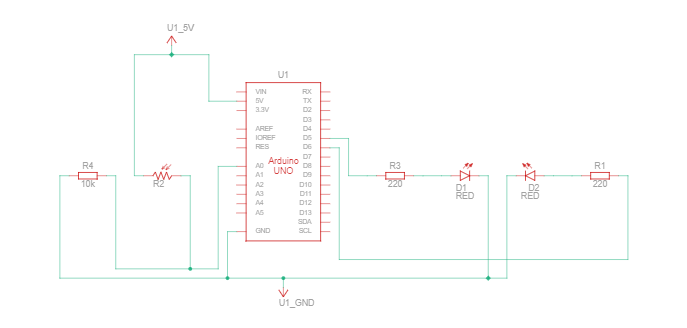 U1_5V
U1
VIN
5V
3.3V
AREF
IOREF
RES
A0
A1
A2
A3
A4
A5
GND
Arduino
UNO
RX
TX
D2
D3
D4
D5
D6
D7
D8
D9
D10
D11
D12
D13
SDA
SCL
R4
10k
R2
R3
220
D1
RED
D2
RED
R1
220
U1_GND